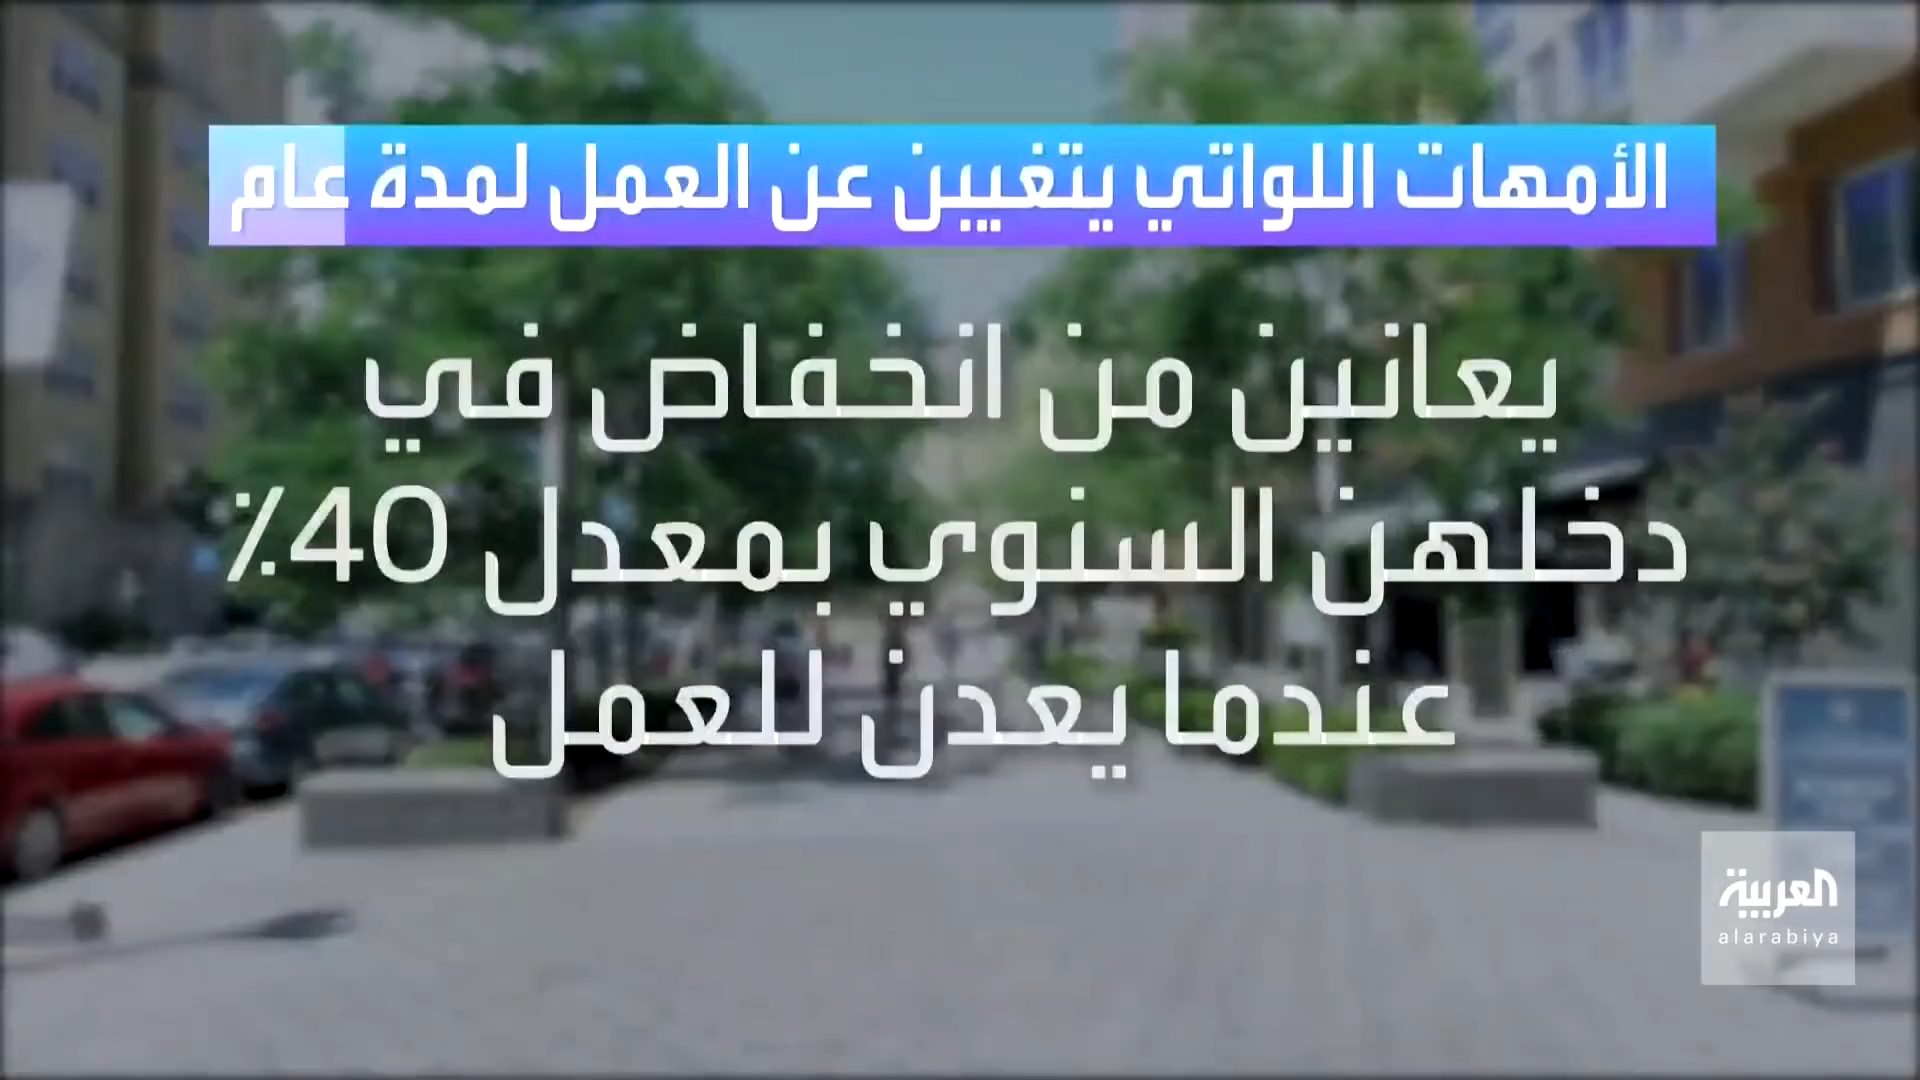 الأمهات اللواتي يتغيبن عن العمل لمدة عام
يعانين من انخفاض في
دخلهن السنوي بمعدل 40٪
عندما يعدن للعمل
العربية
alarabiya